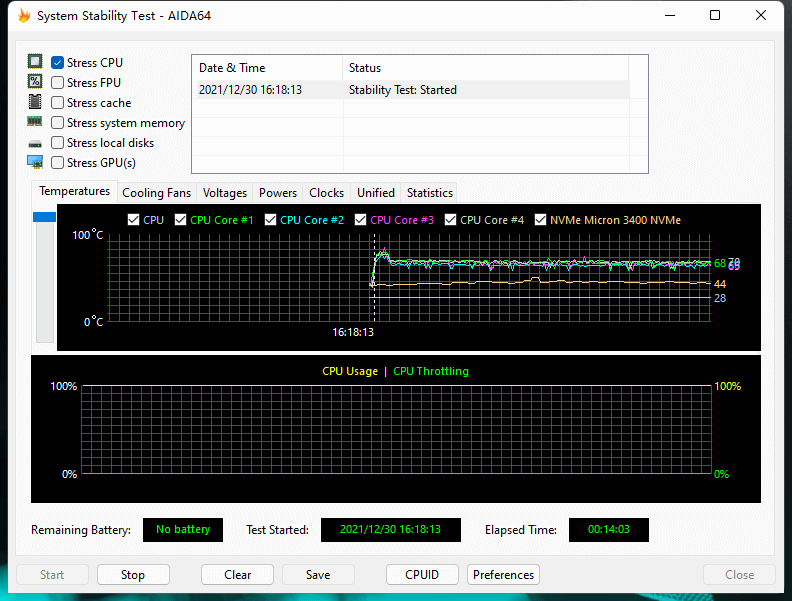 System Stability Test - AIDA64
Stress CPU
Stress FPU
Stress cache
Stress system memory
Stress local disks
Stress GPU(s)
Date & Time Status
2021/12/30 16:18:13 Stability Test: Started
Temperatures Cooling Fans Voltages Powers Clocks Unified Statistics
CPU CPU Core #1 CPU Core #2 CPU Core #3 CPU Core #4 NVMe Micron 3400 NVMe
100°C
68
44
28
0°C
16:18:13
CPU Usage | CPU Throttling
100% 100%
0% 0%
Remaining Battery: No battery Test Started: 2021/12/30 16:18:13 Elapsed Time: 00:14:03
Start Stop Clear Save CPUID Preferences Close